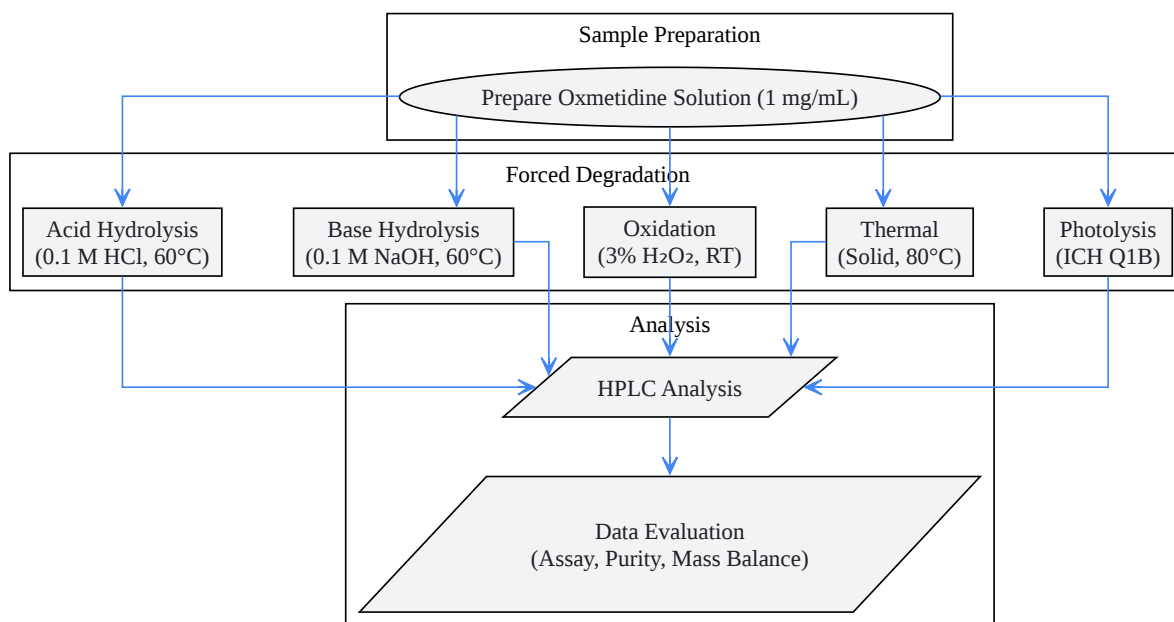 Sample Preparation
Prepare Oxmetidine Solution (1 mg/mL)
Forced Degradation
Acid Hydrolysis
(0.1 M HCl, 60°C)
Base Hydrolysis
(0.1 M NaOH, 60°C)
Oxidation
(3% H₂O₂, RT)
Thermal
(Solid, 80°C)
Photolysis
(ICH Q1B)
Analysis
HPLC Analysis
Data Evaluation
(Assay, Purity, Mass Balance)